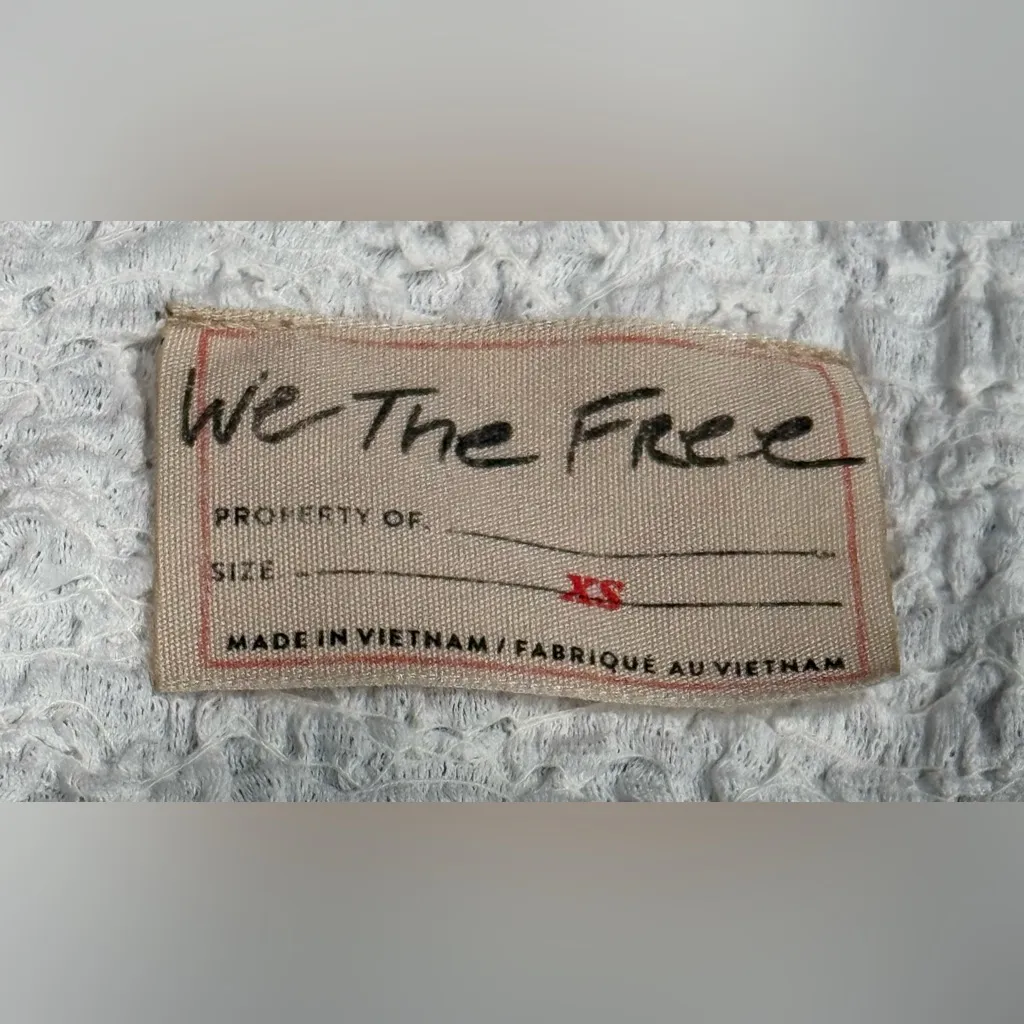 We The Free
PROPERTY OF.
SIZE XS
MADE IN VIETNAM / FABRIQUÉ AU VIETNAM